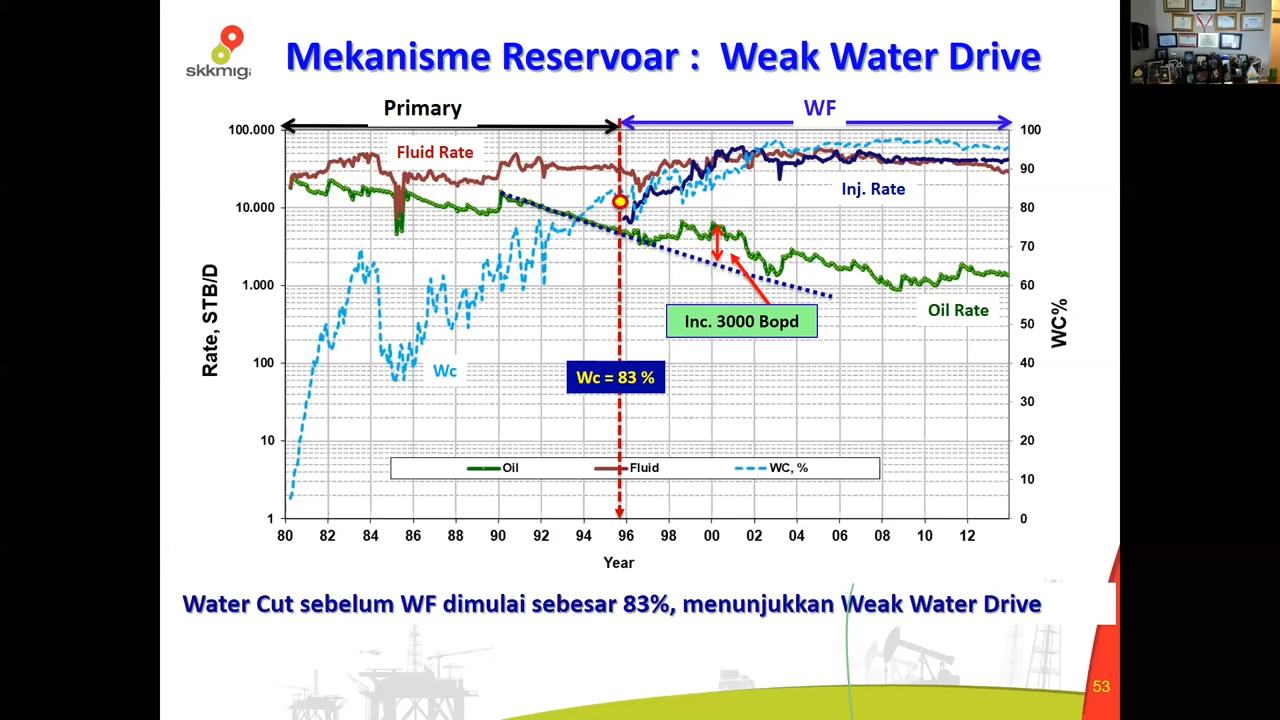 skkmig
Mekanisme Reservoar : Weak Water Drive
Primary
WF
100.000
10.000
1.000
100
10
1
Rate, STB/D
Fluid Rate
Inj. Rate
Inc. 3000 Bopd
Oil Rate
Wc
Wc = 83 %
Oil
Fluid
WC, %
100
90
80
70
60
50
40
30
20
10
0
WC%
80 82 84 86 88 90 92 94 96 98 00 02 04 06 08 10 12
Year
Water Cut sebelum WF dimulai sebesar 83%, menunjukkan Weak Water Drive
53